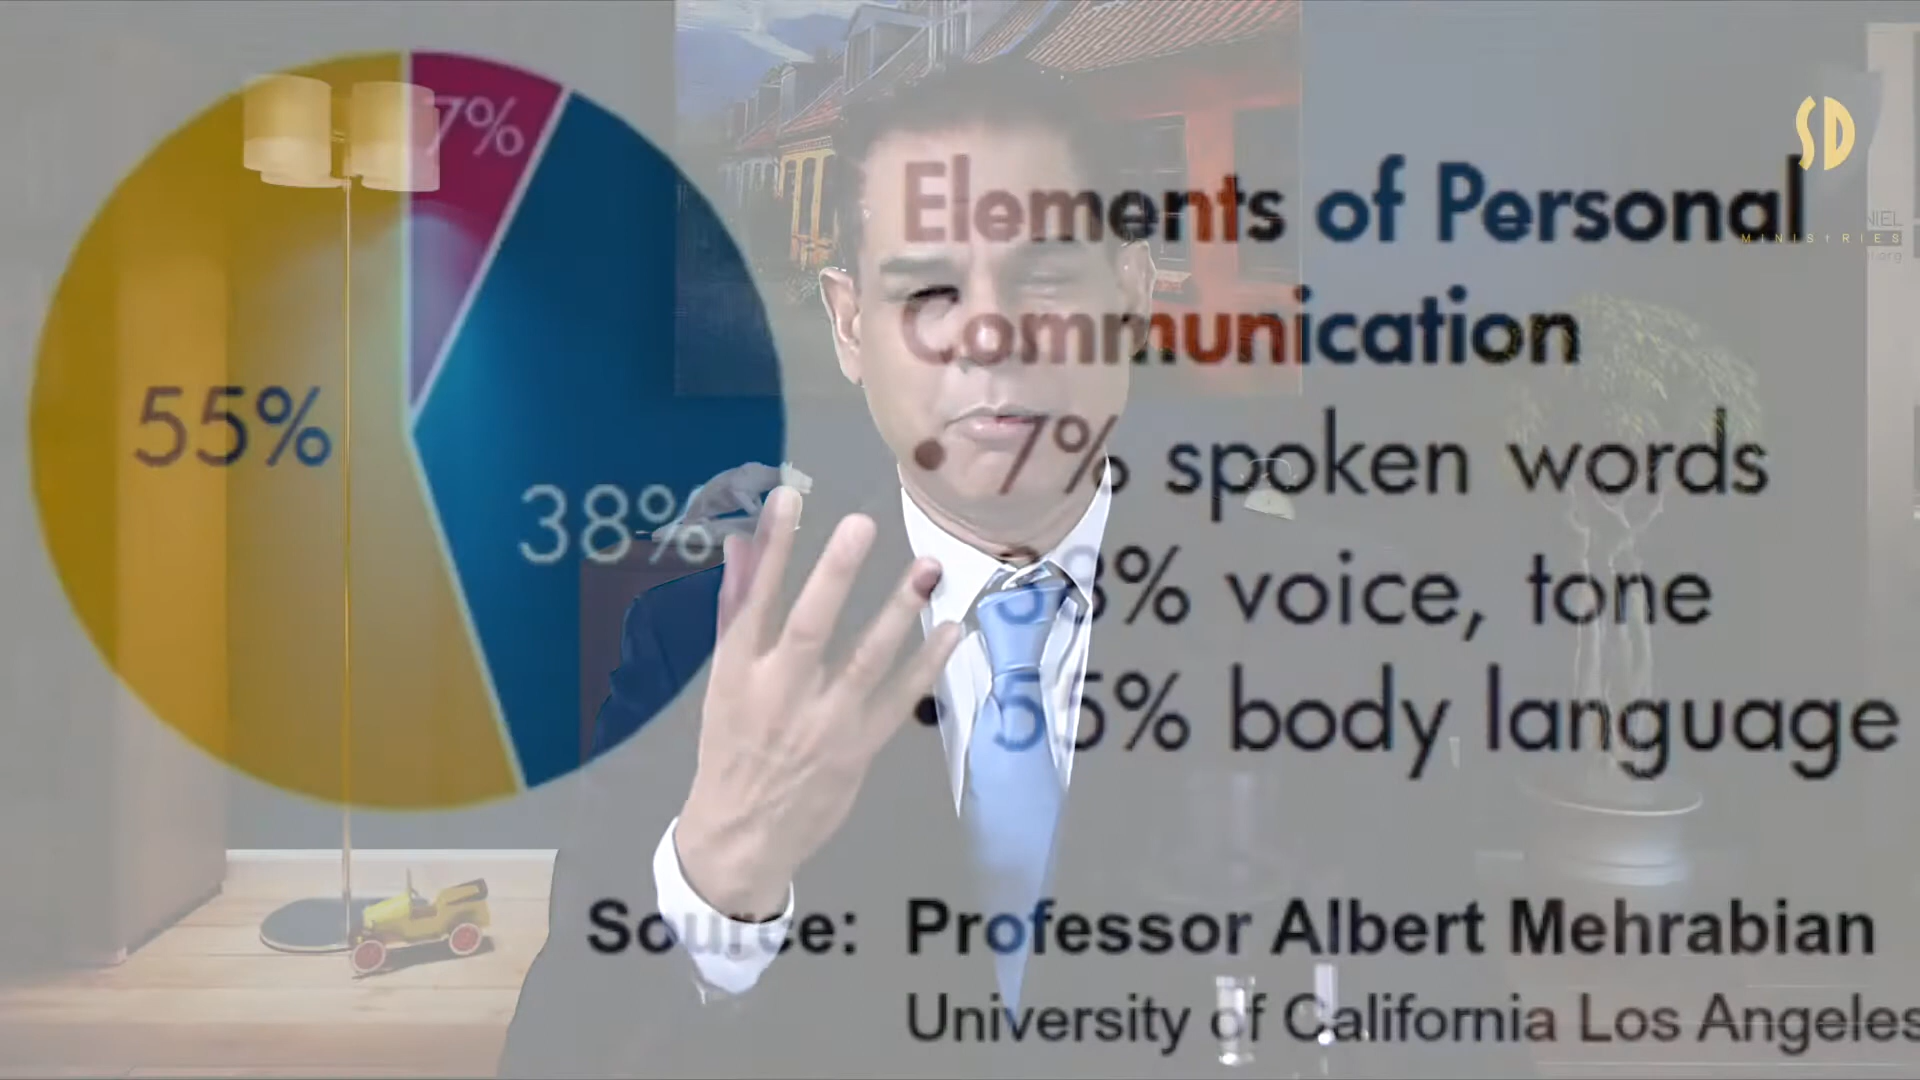 7%
55%
38%
Elements of Personal
Communication
• 7% spoken words
38% voice, tone
• 55% body language
Source: Professor Albert Mehrabian
University of California Los Angeles
SD
MINISTRIES